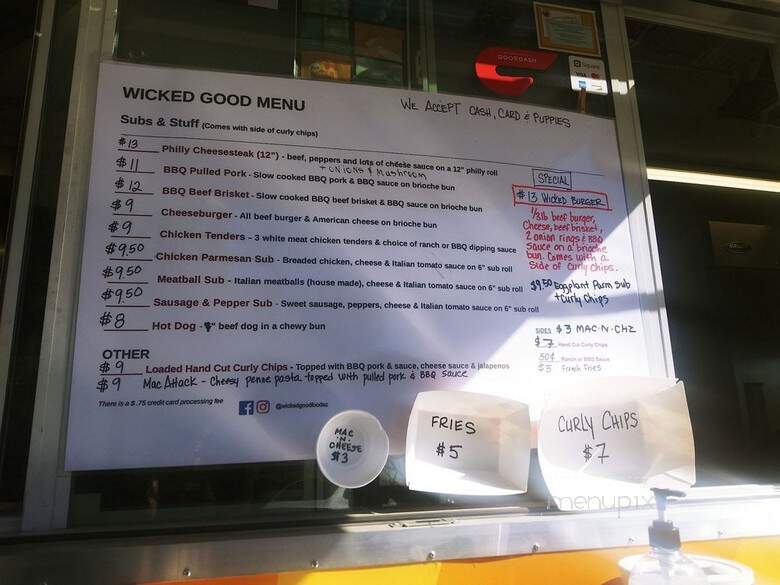 WICKED GOOD MENU
WE ACCEPT CASH, CARD & PUPPIES
Subs & Stuff (Comes with side of curly chips)
$13 Philly Cheesesteak (12") - beef, peppers and lots of cheese sauce on a 12" philly roll
+ ONIONS & Mushroom
$11 BBQ Pulled Pork - Slow cooked BBQ pork & BBQ sauce on brioche bun
$12 BBQ Beef Brisket - Slow cooked BBQ beef brisket & BBQ sauce on brioche bun
$9 Cheeseburger - All beef burger & American cheese on brioche bun
$9 Chicken Tenders - 3 white meat chicken tenders & choice of ranch or BBQ dipping sauce
$9.50 Chicken Parmesan Sub - Breaded chicken, cheese & Italian tomato sauce on 6" sub roll
$9.50 Meatball Sub - Italian meatballs (house made), cheese & Italian tomato sauce on 6" sub roll
$9.50 Sausage & Pepper Sub - Sweet sausage, peppers, cheese & Italian tomato sauce on 6" sub roll
$8 Hot Dog - " beef dog in a chewy bun
OTHER
$9 Loaded Hand Cut Curly Chips - Topped with BBQ pork & sauce, cheese sauce & jalapenos
$9 Mac Attack - Cheesy penne pasta topped with pulled pork & BBQ sauce
There is a $.75 credit card processing fee
SPECIAL
$13 WICKED BURGER
1/3lb beef burger,
Cheese, beef brisket,
2 onion rings & BBQ
Sauce on a brioche
bun. Comes with a
Side of curly chips.
$9.50 Eggplant Parm Sub
+ Curly Chips
SIDES $3 MAC-N-CHZ
$7 Hand Cut Curly Chips
50¢ Ranch or BBQ Sauce
$5 French Fries
DOORDASH
Square
VISA
MAC
'N'
CHEESE
$3
FRIES
$5
CURLY CHIPS
$7
menupix